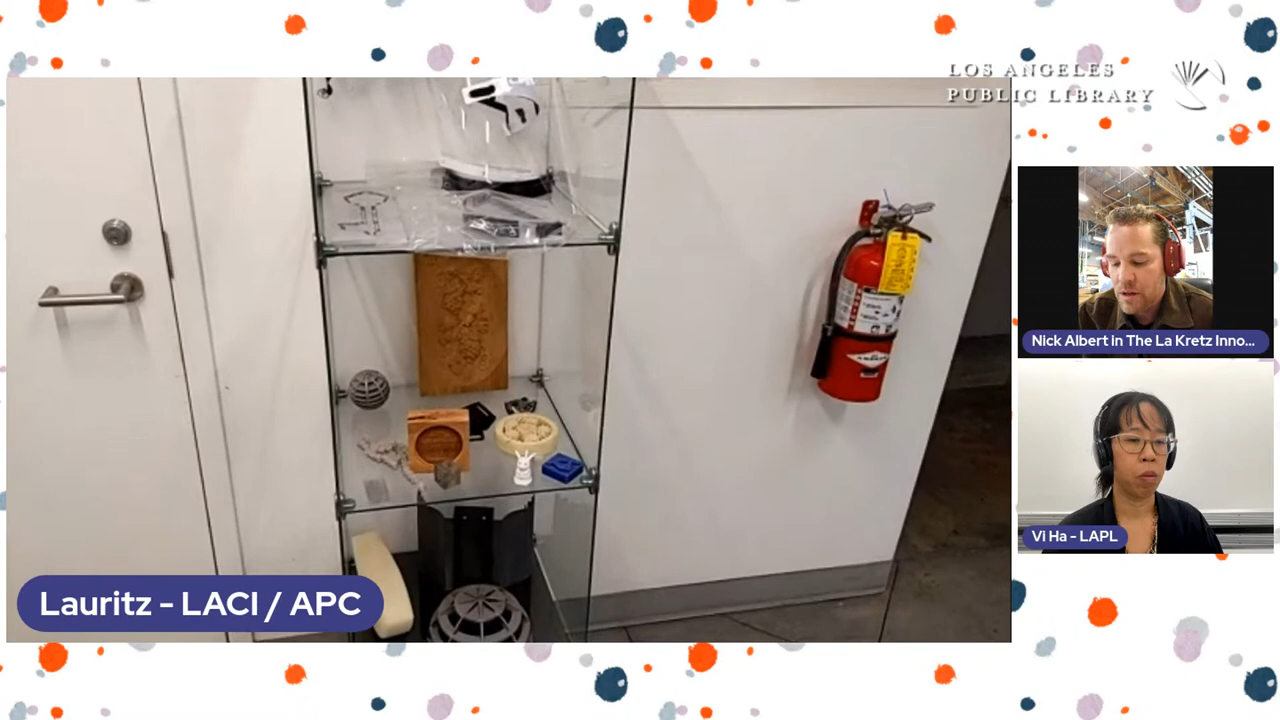 LOS ANGELES
PUBLIC LIBRARY
Nick Albert in The La Kretz Inno...
Vi Ha - LAPL
Lauritz - LACI / APC